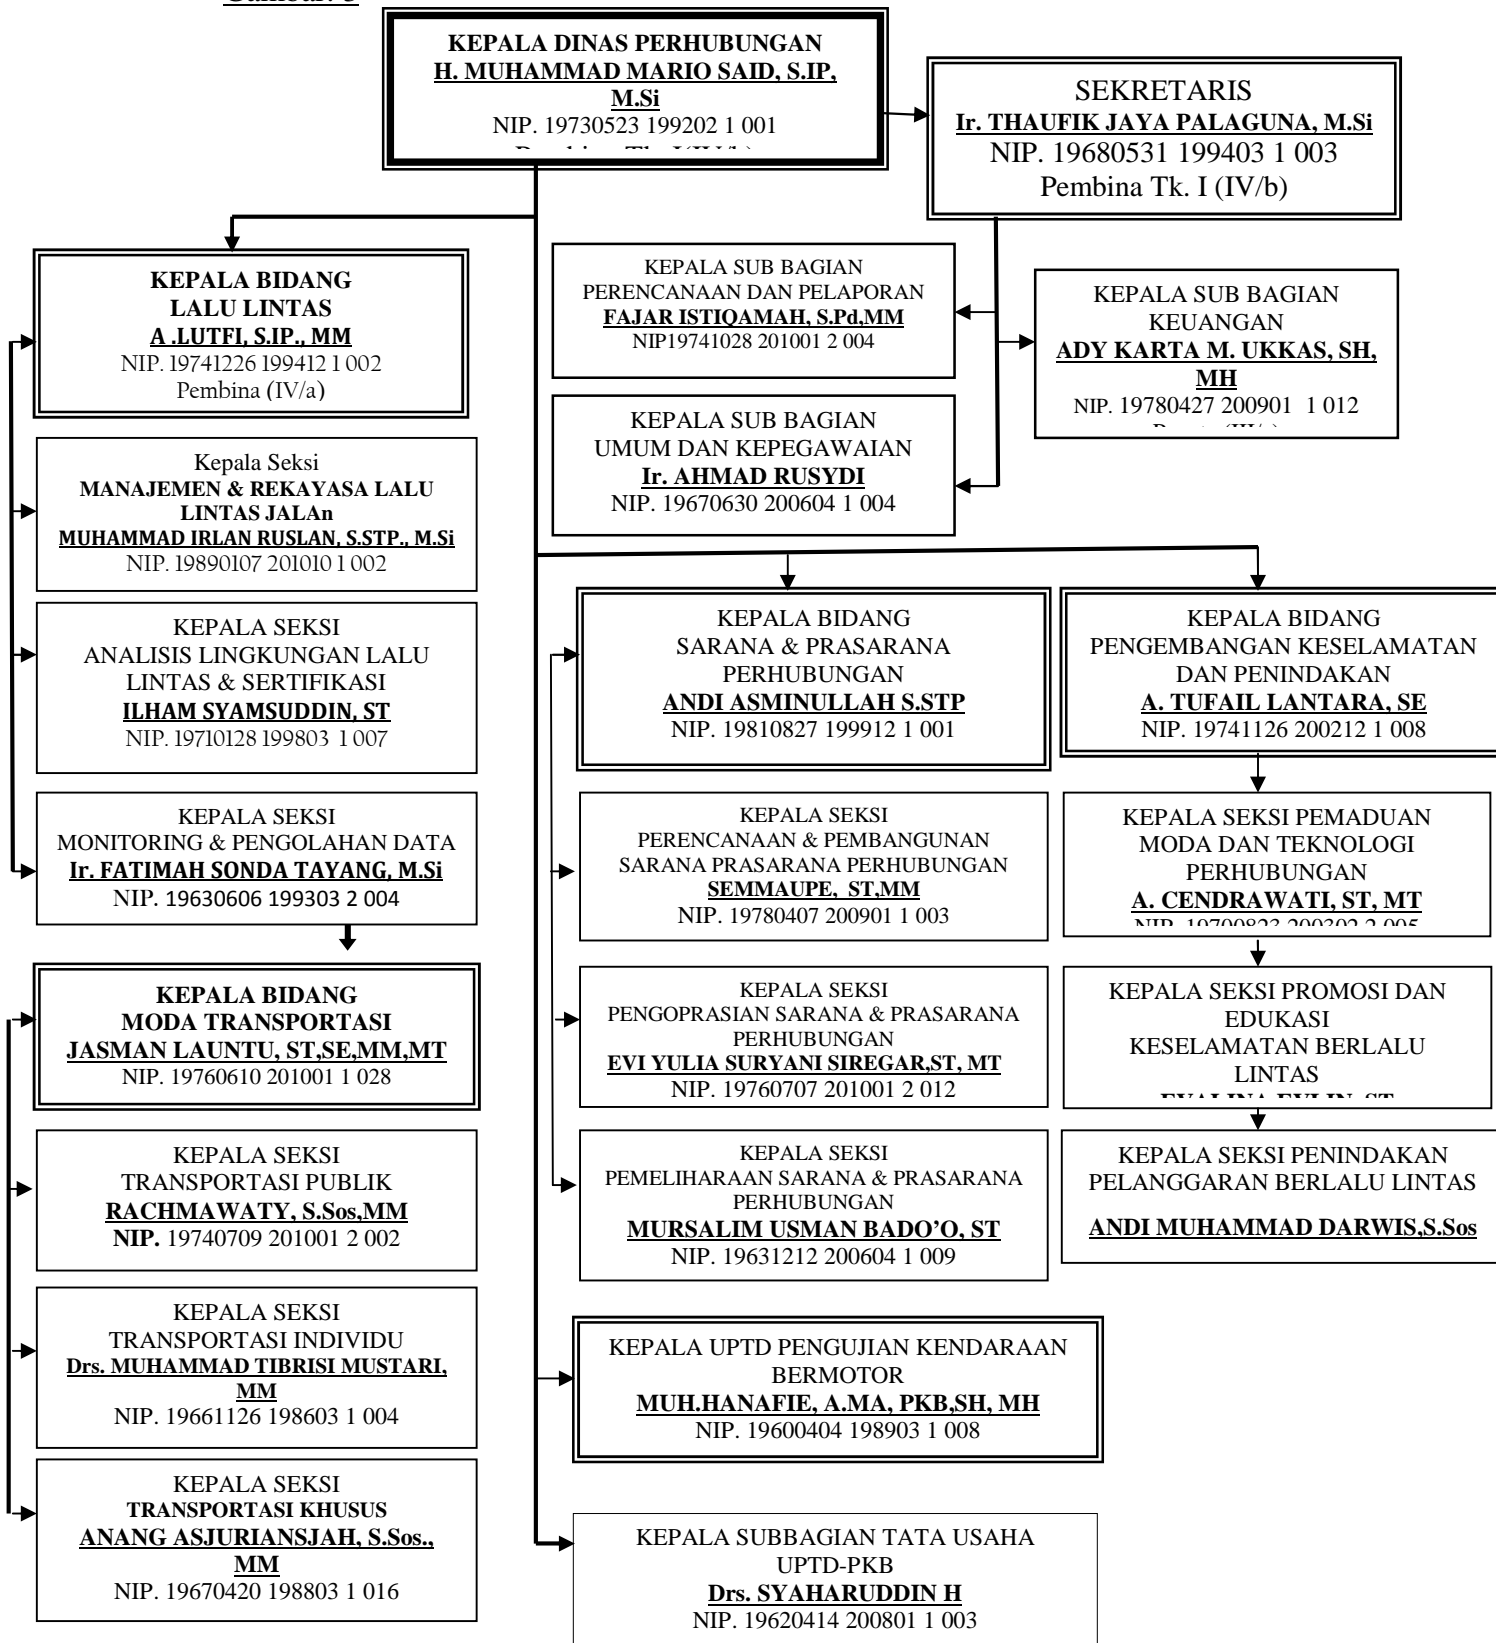 Gambar. 3
KEPALA DINAS PERHUBUNGAN
H. MUHAMMAD MARIO SAID, S.IP,
M.Si
NIP. 19730523 199202 1 001
SEKRETARIS
Ir. THAUFIK JAYA PALAGUNA, M.Si
NIP. 19680531 199403 1 003
Pembina Tk. I (IV/b)
KEPALA BIDANG
LALU LINTAS
A .LUTFI, S.IP., MM
NIP. 19741226 199412 1 002
Pembina (IV/a)
KEPALA SUB BAGIAN
PERENCANAAN DAN PELAPORAN
FAJAR ISTIQAMAH, S.Pd,MM
NIP19741028 201001 2 004
KEPALA SUB BAGIAN
KEUANGAN
ADY KARTA M. UKKAS, SH,
MH
NIP. 19780427 200901 1 012
KEPALA SUB BAGIAN
UMUM DAN KEPEGAWAIAN
Ir. AHMAD RUSYDI
NIP. 19670630 200604 1 004
Kepala Seksi
MANAJEMEN & REKAYASA LALU
LINTAS JALAn
MUHAMMAD IRLAN RUSLAN, S.STP., M.Si
NIP. 19890107 201010 1 002
KEPALA SEKSI
ANALISIS LINGKUNGAN LALU
LINTAS & SERTIFIKASI
ILHAM SYAMSUDDIN, ST
NIP. 19710128 199803 1 007
KEPALA SEKSI
MONITORING & PENGOLAHAN DATA
Ir. FATIMAH SONDA TAYANG, M.Si
NIP. 19630606 199303 2 004
KEPALA BIDANG
MODA TRANSPORTASI
JASMAN LAUNTU, ST,SE,MM,MT
NIP. 19760610 201001 1 028
KEPALA SEKSI
TRANSPORTASI PUBLIK
RACHMAWATY, S.Sos,MM
NIP. 19740709 201001 2 002
KEPALA SEKSI
TRANSPORTASI INDIVIDU
Drs. MUHAMMAD TIBRISI MUSTARI,
MM
NIP. 19661126 198603 1 004
KEPALA SEKSI
TRANSPORTASI KHUSUS
ANANG ASJURIANSJAH, S.Sos.,
MM
NIP. 19670420 198803 1 016
KEPALA BIDANG
SARANA & PRASARANA
PERHUBUNGAN
ANDI ASMINULLAH S.STP
NIP. 19810827 199912 1 001
KEPALA SEKSI
PERENCANAAN & PEMBANGUNAN
SARANA PRASARANA PERHUBUNGAN
SEMMAUPE, ST,MM
NIP. 19780407 200901 1 003
KEPALA SEKSI
PENGOPRASIAN SARANA & PRASARANA
PERHUBUNGAN
EVI YULIA SURYANI SIREGAR,ST, MT
NIP. 19760707 201001 2 012
KEPALA SEKSI
PEMELIHARAAN SARANA & PRASARANA
PERHUBUNGAN
MURSALIM USMAN BADO’O, ST
NIP. 19631212 200604 1 009
KEPALA BIDANG
PENGEMBANGAN KESELAMATAN
DAN PENINDAKAN
A. TUFAIL LANTARA, SE
NIP. 19741126 200212 1 008
KEPALA SEKSI PEMADUAN
MODA DAN TEKNOLOGI
PERHUBUNGAN
A. CENDRAWATI, ST, MT
NIP. 19700823 200302 2 005
KEPALA SEKSI PROMOSI DAN
EDUKASI
KESELAMATAN BERLALU
LINTAS
KEPALA SEKSI PENINDAKAN
PELANGGARAN BERLALU LINTAS
ANDI MUHAMMAD DARWIS,S.Sos
KEPALA UPTD PENGUJIAN KENDARAAN
BERMOTOR
MUH.HANAFIE, A.MA, PKB,SH, MH
NIP. 19600404 198903 1 008
KEPALA SUBBAGIAN TATA USAHA
UPTD-PKB
Drs. SYAHARUDDIN H
NIP. 19620414 200801 1 003